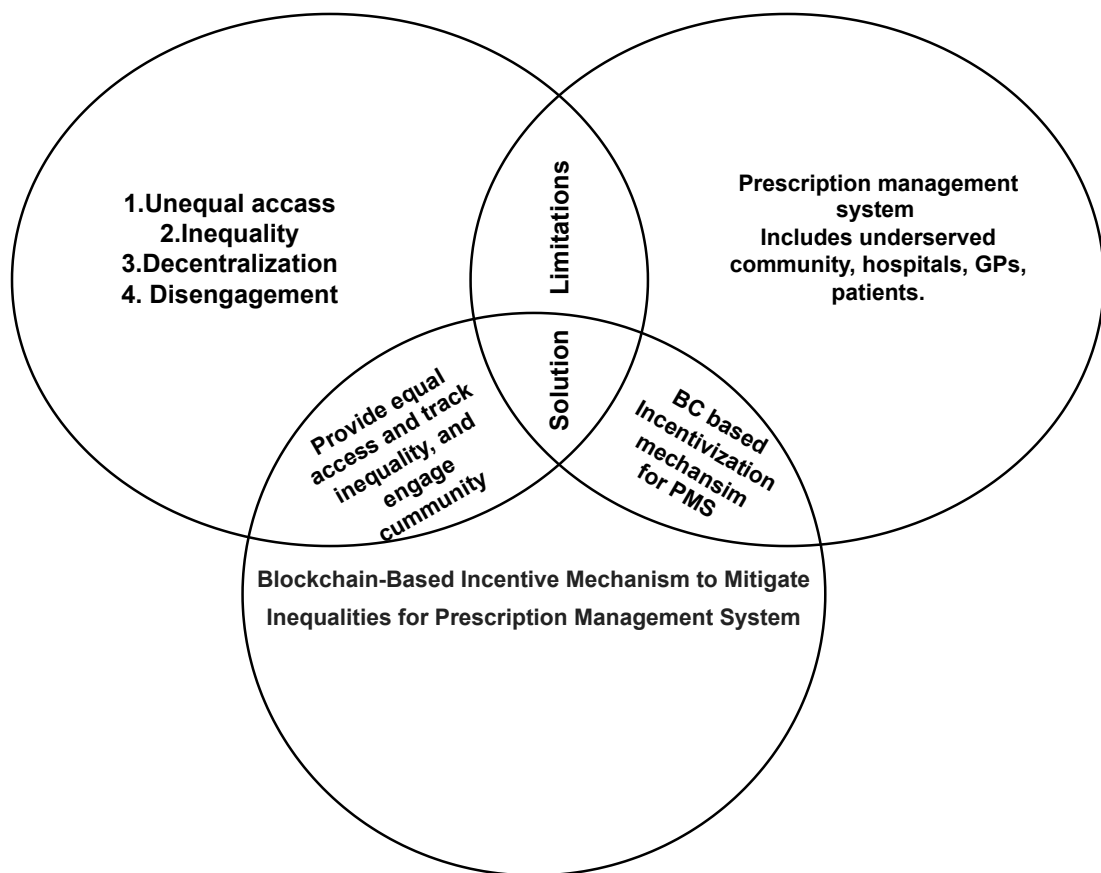 1.Unequal accass
2.Inequality
3.Decentralization
4. Disengagement
Limitations
Prescription management
system
Includes underserved
community, hospitals, GPs,
patients.
Provide equal
access and track
inequality, and
engage
cummunity
Solution
BC based
Incentivization
mechansim
for PMS
Blockchain-Based Incentive Mechanism to Mitigate
Inequalities for Prescription Management System